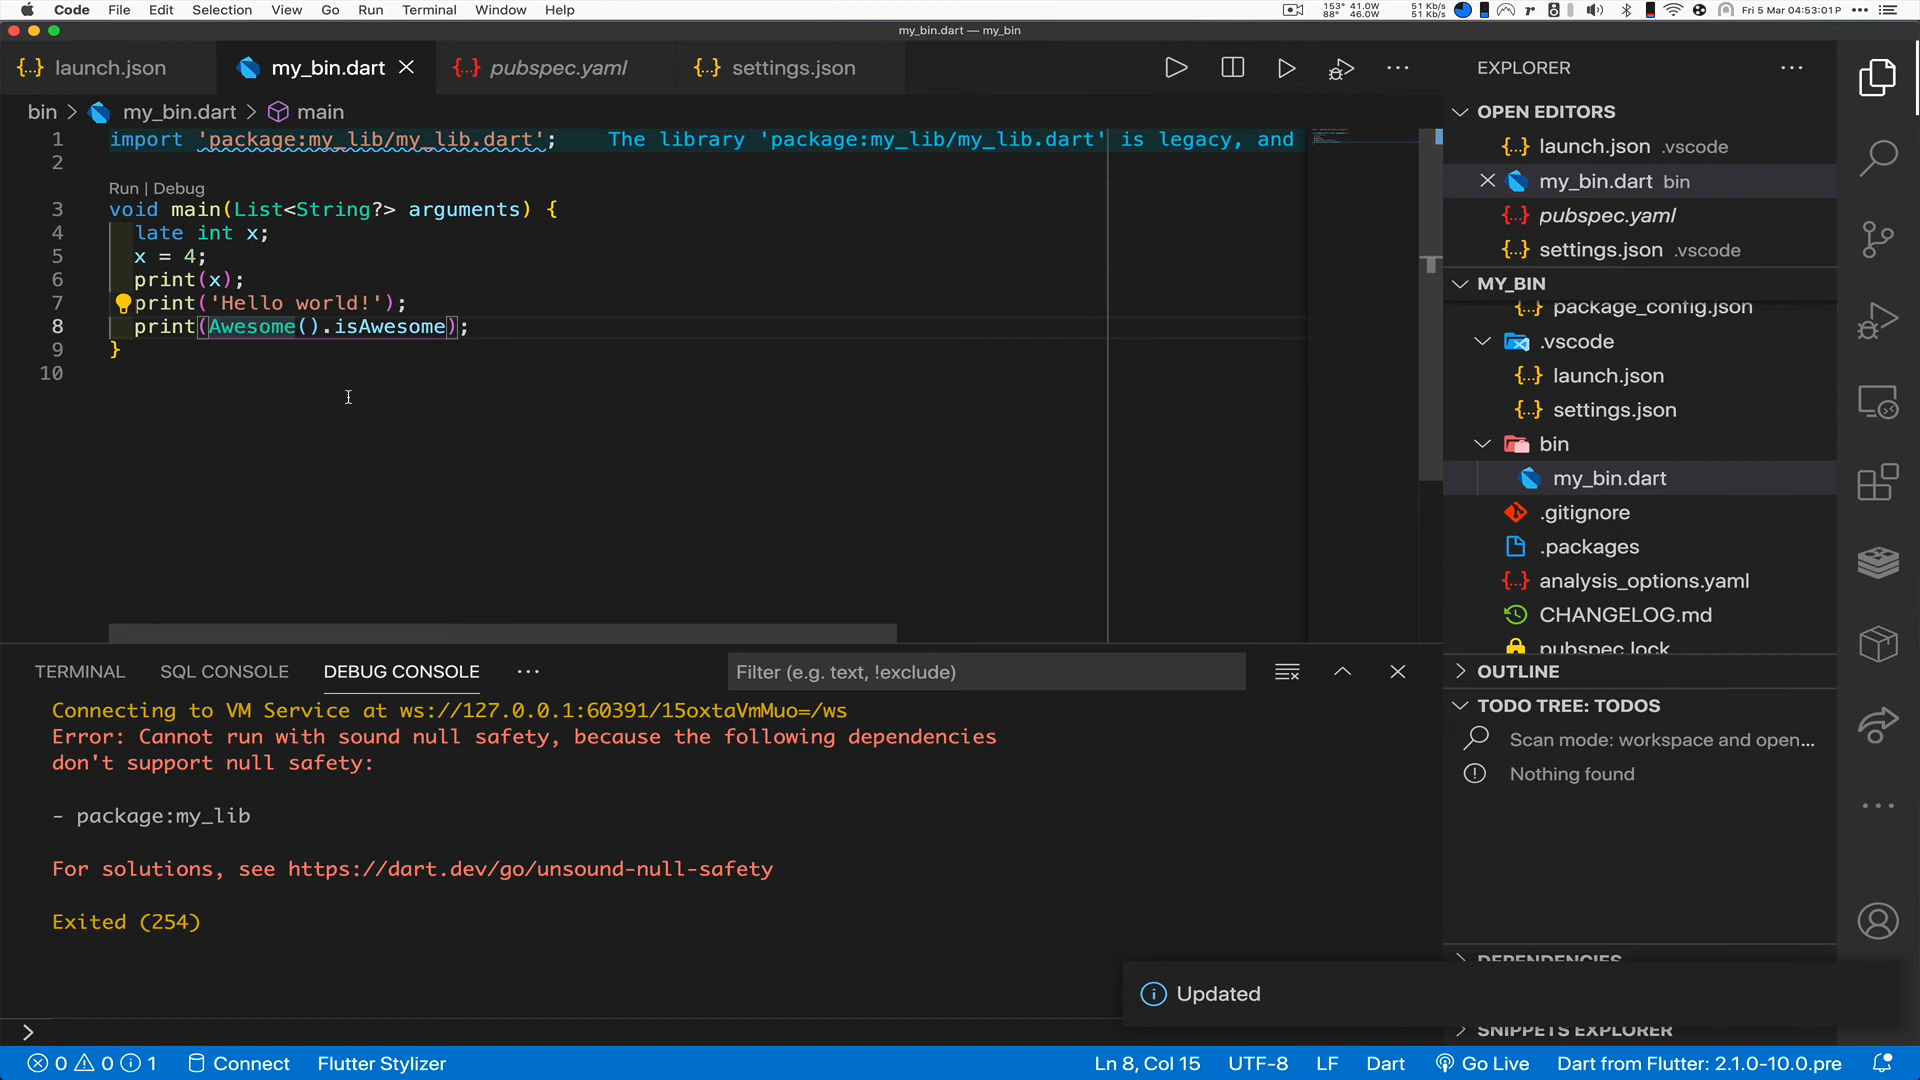 Code File Edit Selection View Go Run Terminal Window Help
153° 41.0W 51 Kb/s
88° 46.0W 51 Kb/s
Fri 5 Mar 04:53:01 P
my_bin.dart — my_bin
launch.json my_bin.dart pubspec.yaml settings.json
bin > my_bin.dart > main
1 import 'package:my_lib/my_lib.dart'; The library 'package:my_lib/my_lib.dart' is legacy, and
2
Run | Debug
3 void main(List<String?> arguments) {
4 late int x;
5 x = 4;
6 print(x);
7 print('Hello world!');
8 print(Awesome().isAwesome);
9 }
10
EXPLORER
OPEN EDITORS
launch.json .vscode
my_bin.dart bin
pubspec.yaml
settings.json .vscode
MY_BIN
package_config.json
.vscode
launch.json
settings.json
bin
my_bin.dart
.gitignore
.packages
analysis_options.yaml
CHANGELOG.md
pubspec.lock
OUTLINE
TODO TREE: TODOS
Scan mode: workspace and open...
Nothing found
DEPENDENCIES
SNIPPETS EXPLORER
TERMINAL SQL CONSOLE DEBUG CONSOLE Filter (e.g. text, !exclude)
Connecting to VM Service at ws://127.0.0.1:60391/15oxtaVmMuo=/ws
Error: Cannot run with sound null safety, because the following dependencies
don't support null safety:
- package:my_lib
For solutions, see https://dart.dev/go/unsound-null-safety
Exited (254)
Updated
0 0 1 Connect Flutter Stylizer Ln 8, Col 15 UTF-8 LF Dart Go Live Dart from Flutter: 2.1.0-10.0.pre